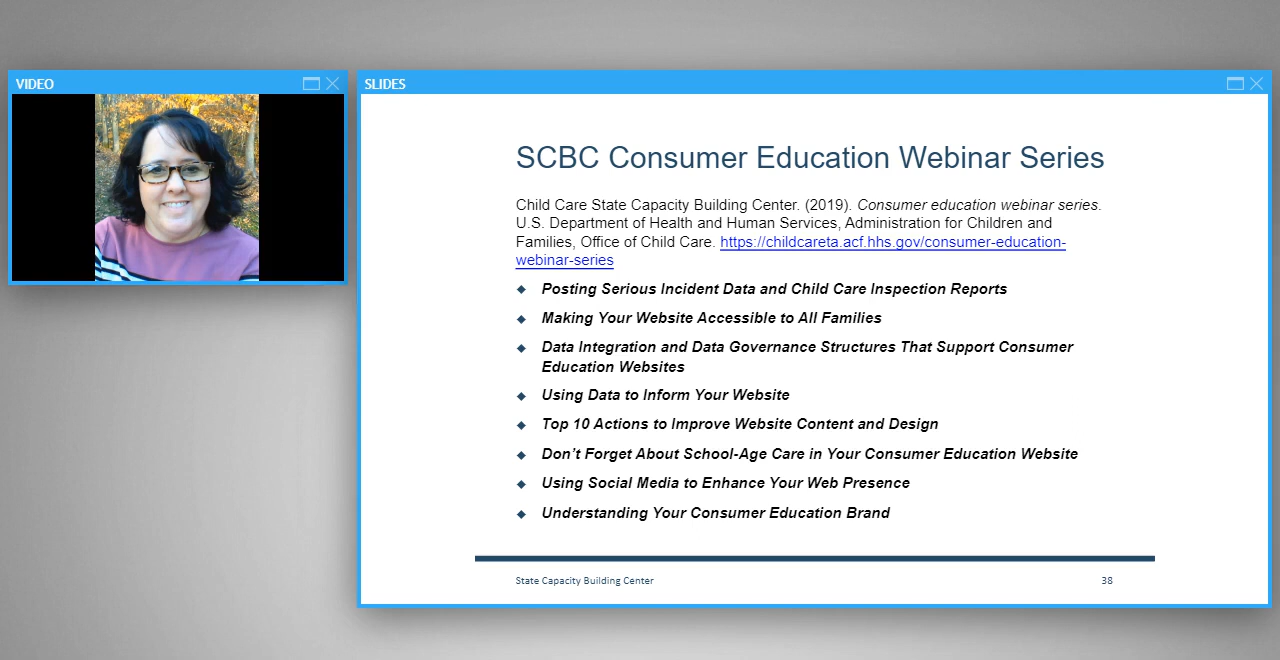 VIDEO
SLIDES
SCBC Consumer Education Webinar Series
Child Care State Capacity Building Center. (2019). Consumer education webinar series.
U.S. Department of Health and Human Services, Administration for Children and
Families, Office of Child Care. https://childcareta.acf.hhs.gov/consumer-education-
webinar-series
◆ Posting Serious Incident Data and Child Care Inspection Reports
◆ Making Your Website Accessible to All Families
◆ Data Integration and Data Governance Structures That Support Consumer
Education Websites
◆ Using Data to Inform Your Website
◆ Top 10 Actions to Improve Website Content and Design
◆ Don’t Forget About School-Age Care in Your Consumer Education Website
◆ Using Social Media to Enhance Your Web Presence
◆ Understanding Your Consumer Education Brand
State Capacity Building Center 38